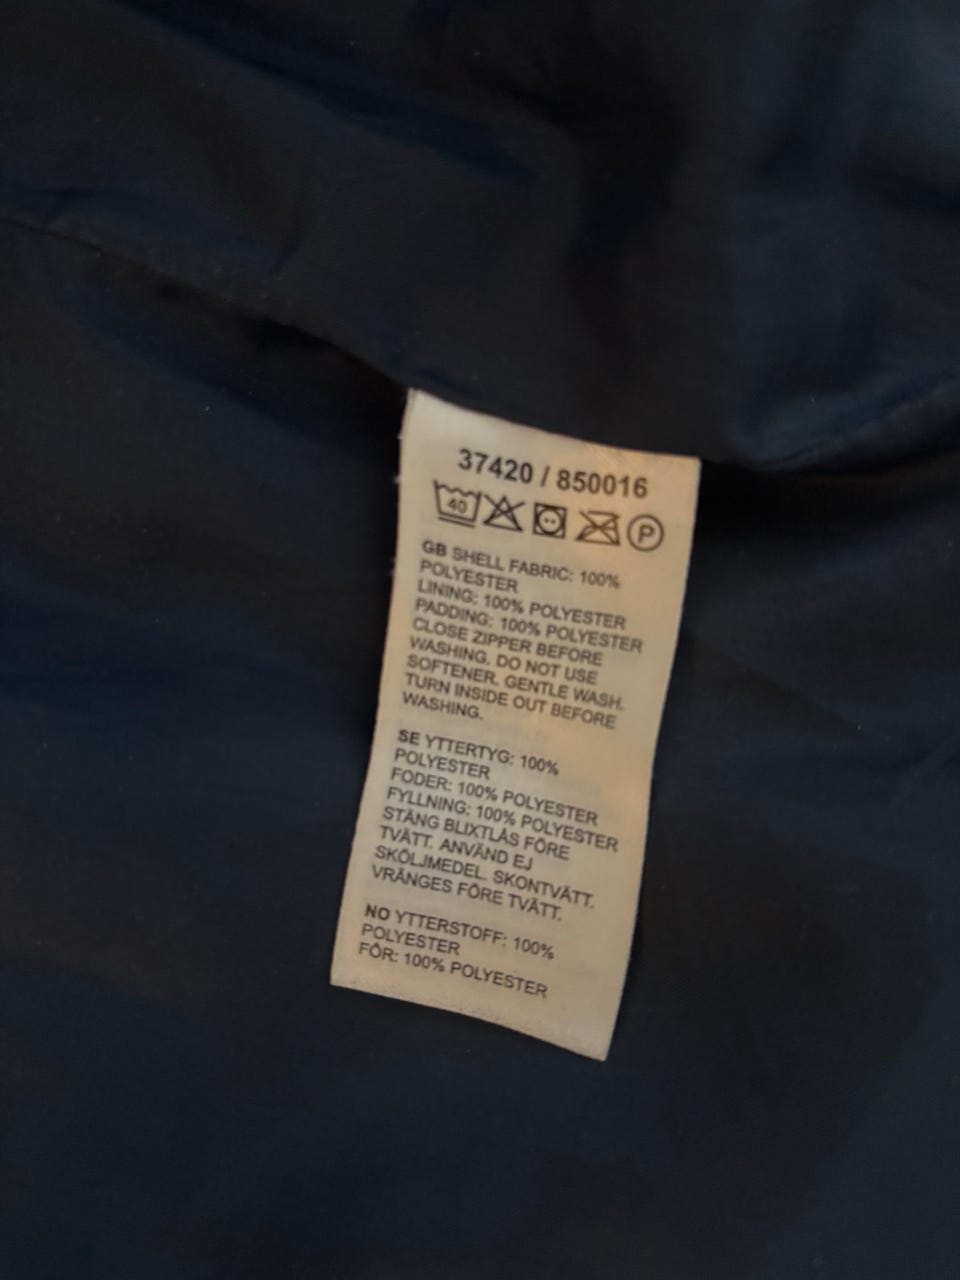 37420 / 850016
40 P
GB SHELL FABRIC: 100%
POLYESTER
LINING: 100% POLYESTER
PADDING: 100% POLYESTER
CLOSE ZIPPER BEFORE
WASHING. DO NOT USE
SOFTENER. GENTLE WASH.
TURN INSIDE OUT BEFORE
WASHING.
SE YTTERTYG: 100%
POLYESTER
FODER: 100% POLYESTER
FYLLNING: 100% POLYESTER
STÄNG BLIXTLÅS FÖRE
TVÄTT. ANVÄND EJ
SKÖLJMEDEL. SKONTVÄTT.
VRÄNGES FÖRE TVÄTT.
NO YTTERSTOFF: 100%
POLYESTER
FÔR: 100% POLYESTER